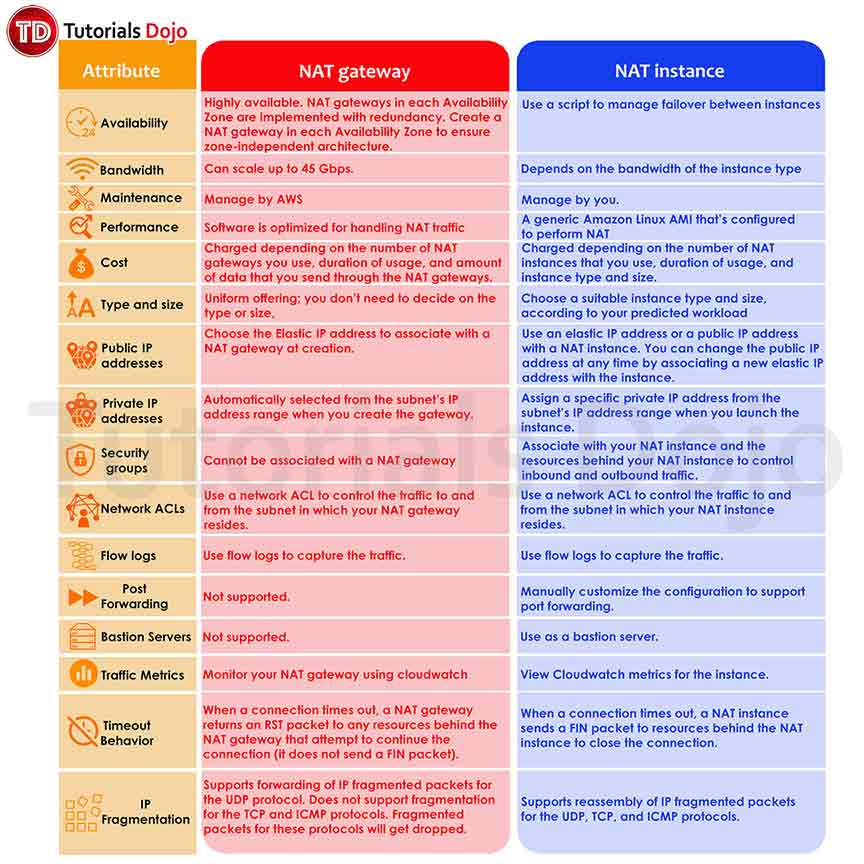 TD Tutorials Dojo
Attribute
NAT gateway
NAT instance
Availability
Highly available. NAT gateways in each Availability
Zone are implemented with redundancy. Create a
NAT gateway in each Availability Zone to ensure
zone-independent architecture.
Use a script to manage failover between instances
Bandwidth
Can scale up to 45 Gbps.
Depends on the bandwidth of the instance type
Maintenance
Manage by AWS
Manage by you.
Performance
Software is optimized for handling NAT traffic
A generic Amazon Linux AMI that's configured
to perform NAT
Cost
Charged depending on the number of NAT
gateways you use, duration of usage, and amount
of data that you send through the NAT gateways.
Charged depending on the number of NAT
instances that you use, duration of usage, and
instance type and size.
Type and size
Uniform offering; you don't need to decide on the
type or size,
Choose a suitable instance type and size,
according to your predicted workload
Public IP
addresses
Choose the Elastic IP address to associate with a
NAT gateway at creation.
Use an elastic IP address or a public IP address
with a NAT instance. You can change the public IP
address at any time by associating a new elastic IP
address with the instance.
Private IP
addresses
Automatically selected from the subnet's IP
address range when you create the gateway.
Assign a specific private IP address from the
subnet's IP address range when you launch the
instance.
Security
groups
Cannot be associated with a NAT gateway
Associate with your NAT instance and the
resources behind your NAT instance to control
inbound and outbound traffic.
Network ACLs
Use a network ACL to control the traffic to and
from the subnet in which your NAT gateway
resides.
Use a network ACL to control the traffic to and
from the subnet in which your NAT instance
resides.
Flow logs
Use flow logs to capture the traffic.
Use flow logs to capture the traffic.
Post
Forwarding
Not supported.
Manually customize the configuration to support
port forwarding.
Bastion Servers
Not supported.
Use as a bastion server.
Traffic Metrics
Monitor your NAT gateway using cloudwatch
View Cloudwatch metrics for the instance.
Timeout
Behavior
When a connection times out, a NAT gateway
returns an RST packet to any resources behind the
NAT gateway that attempt to continue the
connection (it does not send a FIN packet).
When a connection times out, a NAT instance
sends a FIN packet to resources behind the NAT
instance to close the connection.
IP
Fragmentation
Supports forwarding of IP fragmented packets for
the UDP protocol. Does not support fragmentation
for the TCP and ICMP protocols. Fragmented
packets for these protocols will get dropped.
Supports reassembly of IP fragmented packets
for the UDP, TCP, and ICMP protocols.
24
$
A A
Tutorials Dojo